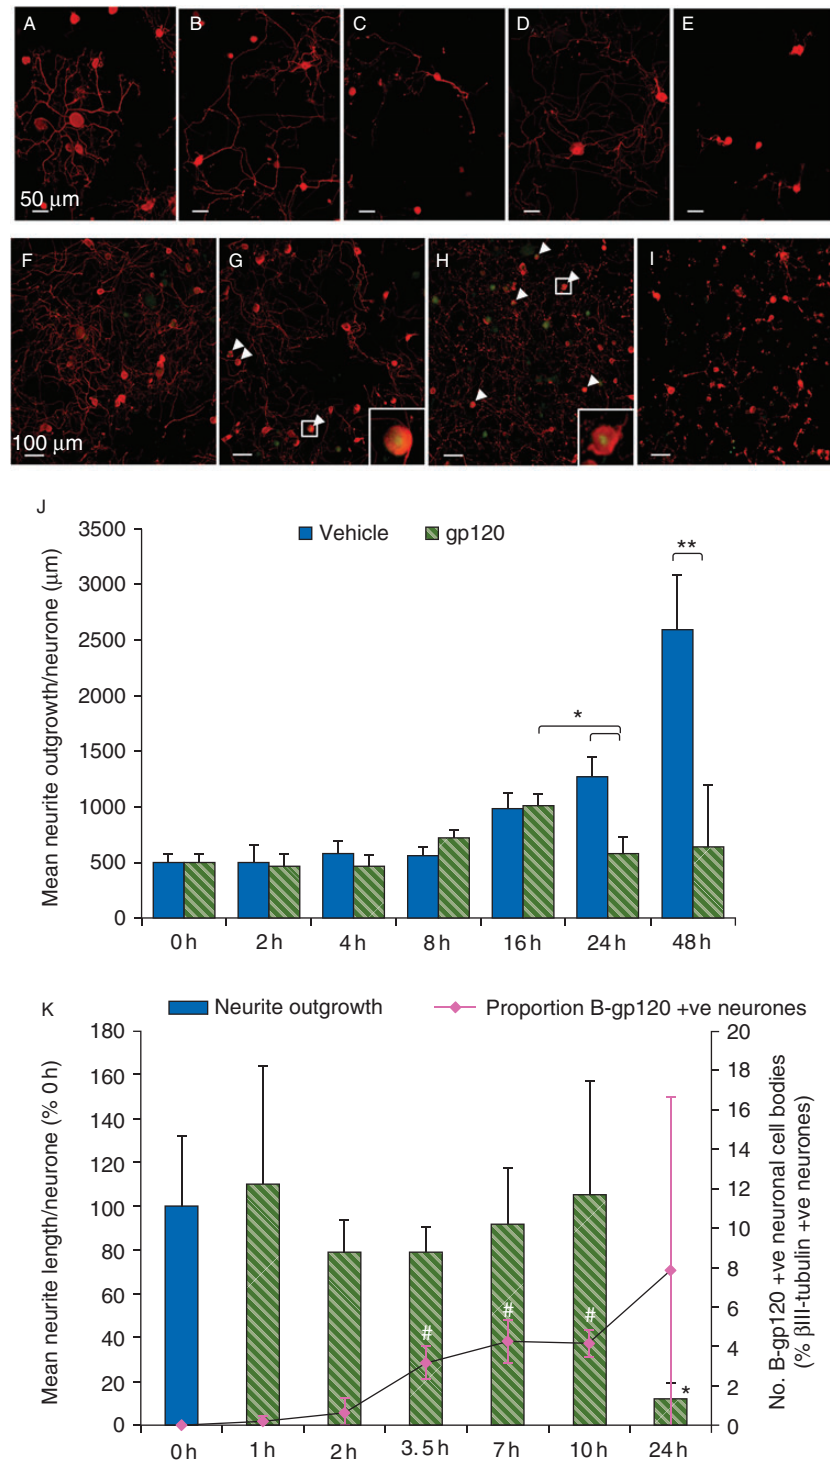 A B C D E
50 μm
F G H I
100 μm
J
Vehicle gp120
Mean neurite outgrowth/neurone (μm)
3500
3000
2500
2000
1500
1000
500
0
*
**
0 h 2 h 4 h 8 h 16 h 24 h 48 h
K
Neurite outgrowth Proportion B-gp120 +ve neurones
Mean neurite length/neurone (% 0 h)
180
160
140
120
100
80
60
40
20
0
# # #
*
20
18
16
14
12
10
8
6
4
2
0
No. B-gp120 +ve neuronal cell bodies
(% βIII-tubulin +ve neurones)
0 h 1 h 2 h 3.5 h 7 h 10 h 24 h